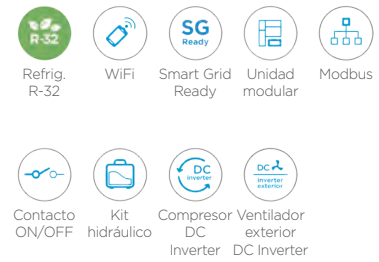 R-32
SG
Ready
Refrig.
R-32
WiFi
Smart Grid
Ready
Unidad
modular
Modbus
DC
inverter
DC
inverter
exterior
Contacto
ON/OFF
Kit
hidráulico
Compresor
DC
Inverter
Ventilador
exterior
DC Inverter